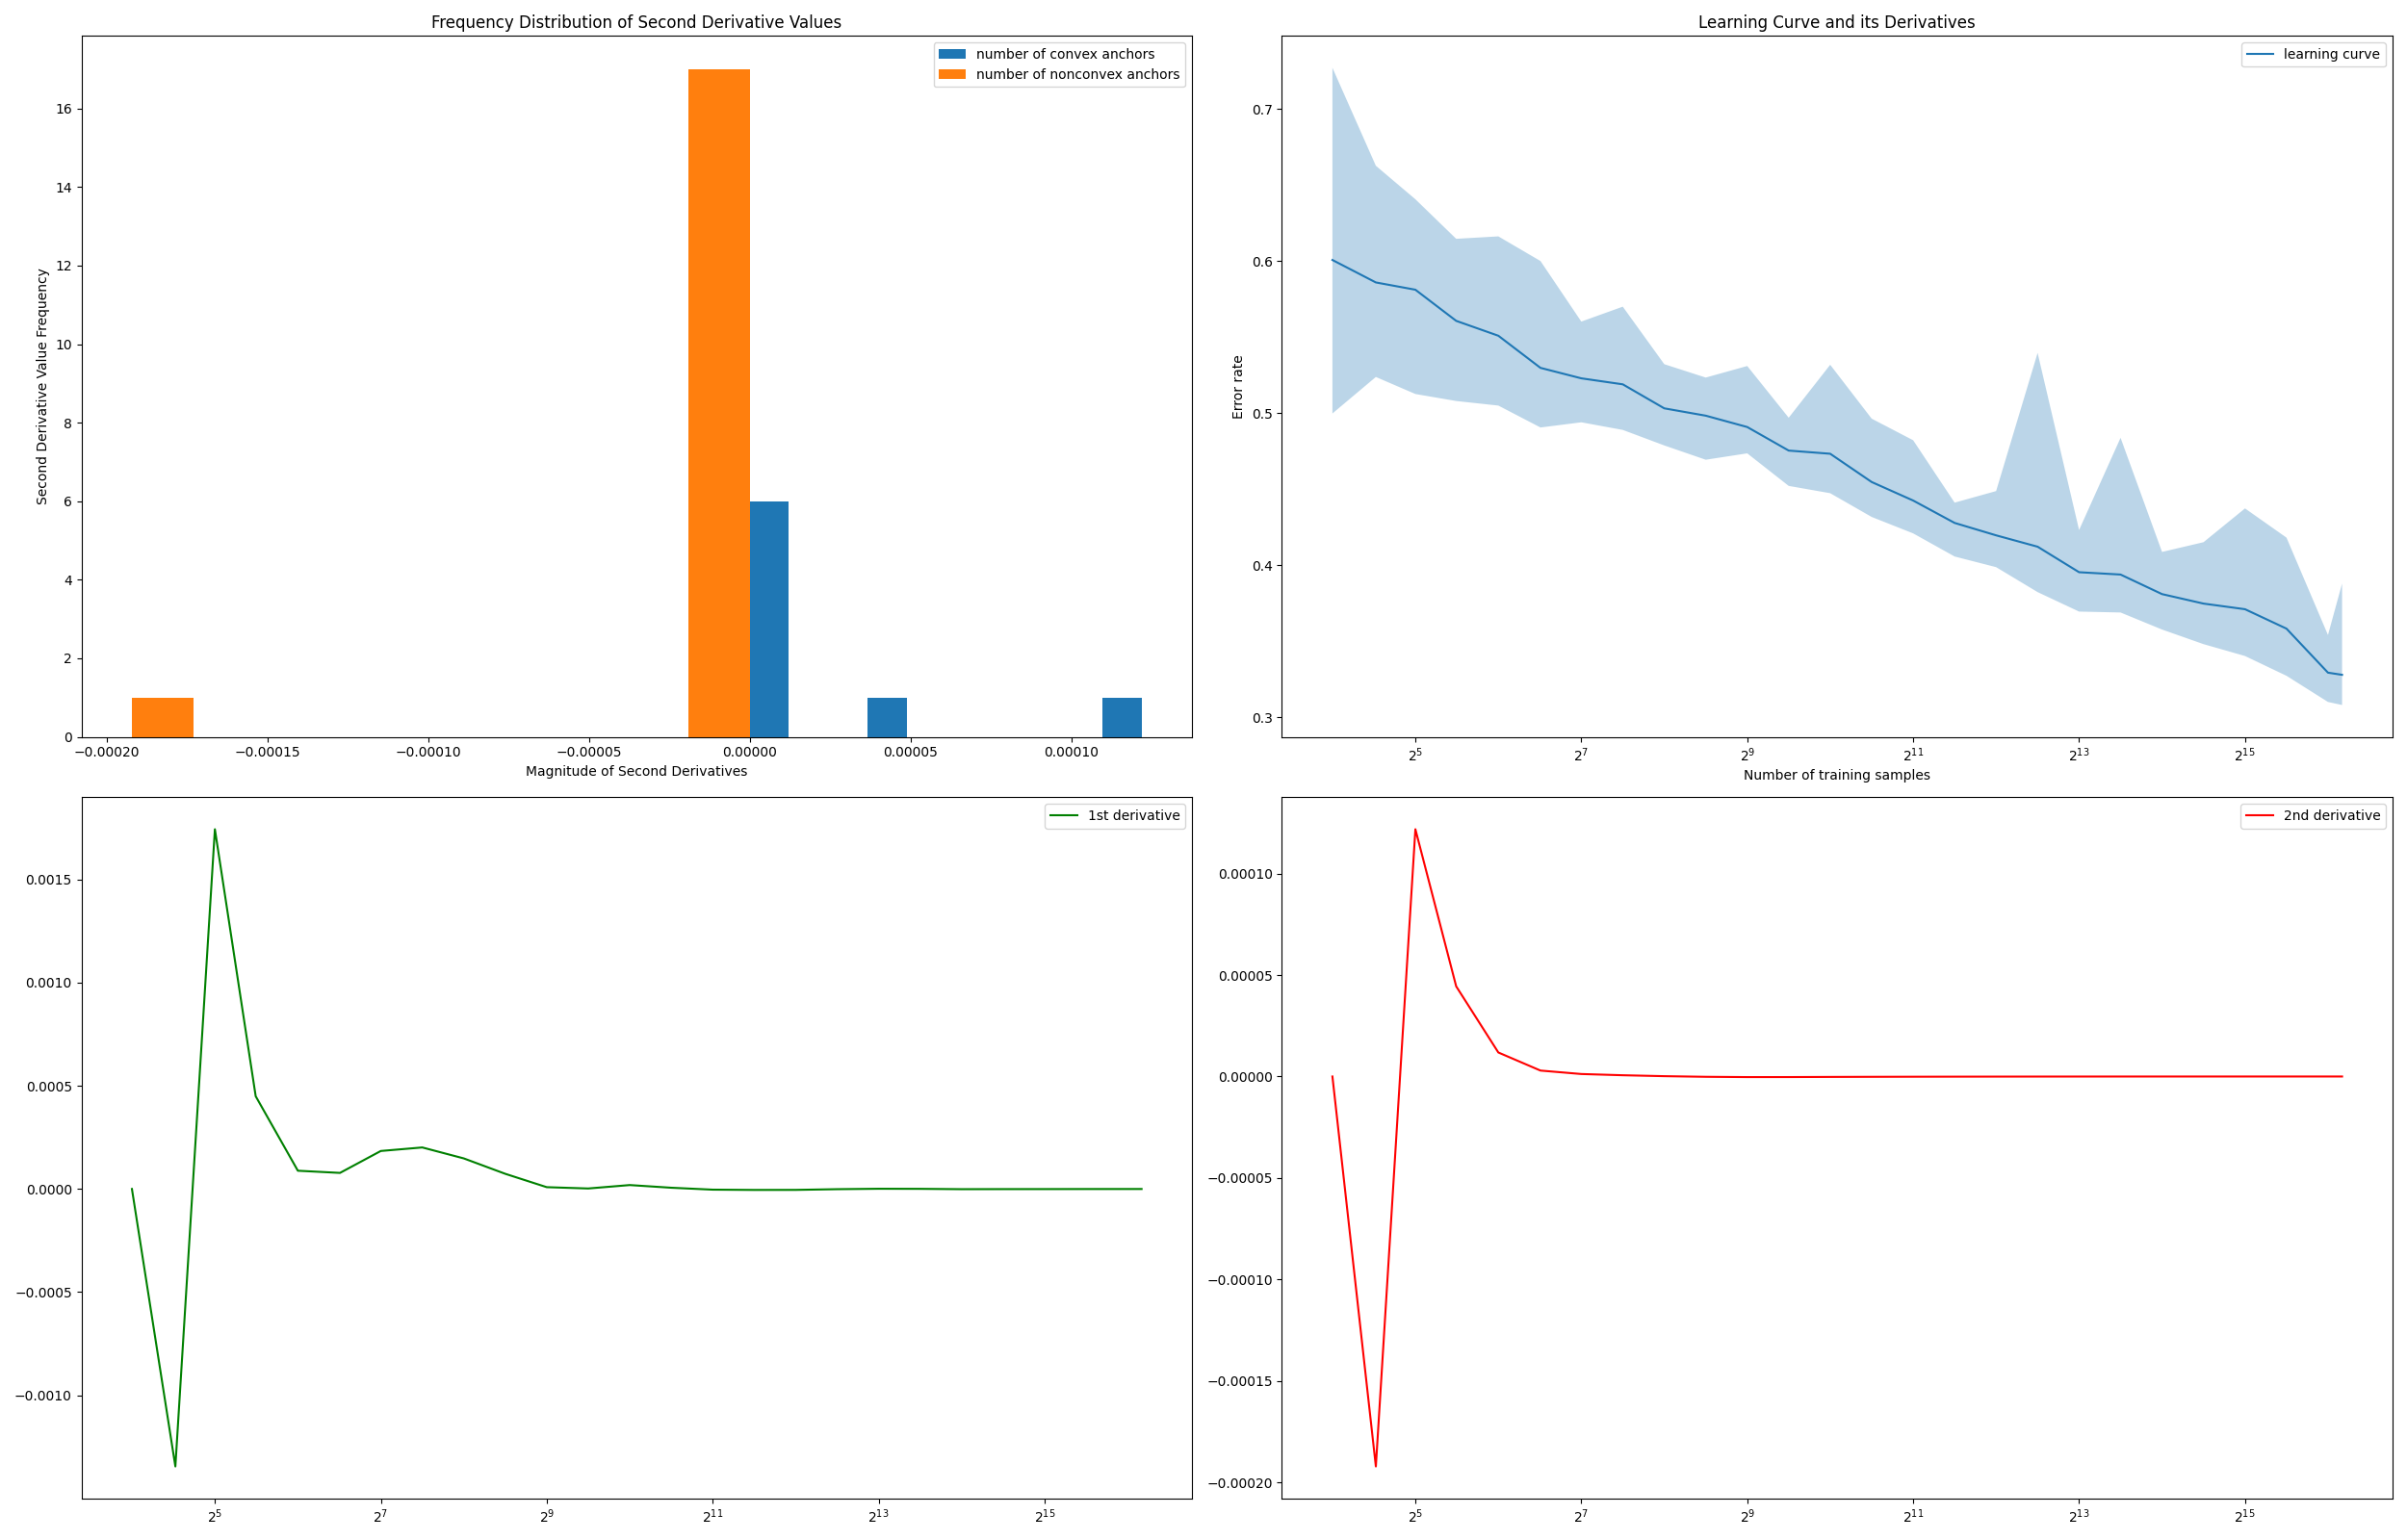 Frequency Distribution of Second Derivative Values
number of convex anchors
number of nonconvex anchors
16
14
12
10
8
6
4
2
0
Second Derivative Value Frequency
−0.00020 −0.00015 −0.00010 −0.00005 0.00000 0.00005 0.00010
Magnitude of Second Derivatives
Learning Curve and its Derivatives
learning curve
0.7
0.6
0.5
0.4
0.3
Error rate
2^5 2^7 2^9 2^11 2^13 2^15
Number of training samples
1st derivative
0.0015
0.0010
0.0005
0.0000
−0.0005
−0.0010
2^5 2^7 2^9 2^11 2^13 2^15
2nd derivative
0.00010
0.00005
0.00000
−0.00005
−0.00010
−0.00015
−0.00020
2^5 2^7 2^9 2^11 2^13 2^15